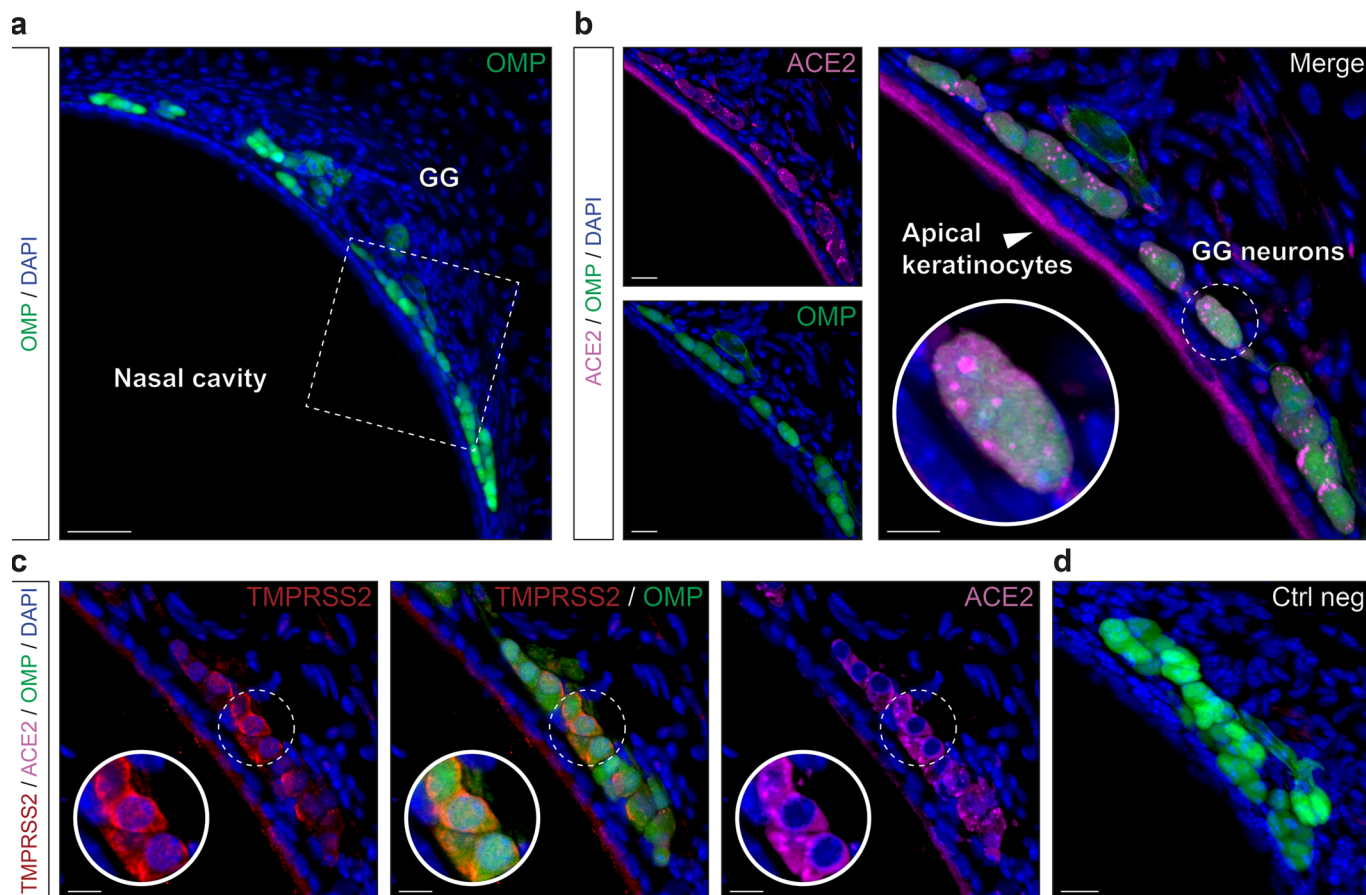 a
OMP / DAPI
OMP
GG
Nasal cavity
b
ACE2 / OMP / DAPI
ACE2
OMP
Merge
Apical
keratinocytes
GG neurons
c
TMPRSS2 / ACE2 / OMP / DAPI
TMPRSS2
TMPRSS2 / OMP
ACE2
d
Ctrl neg